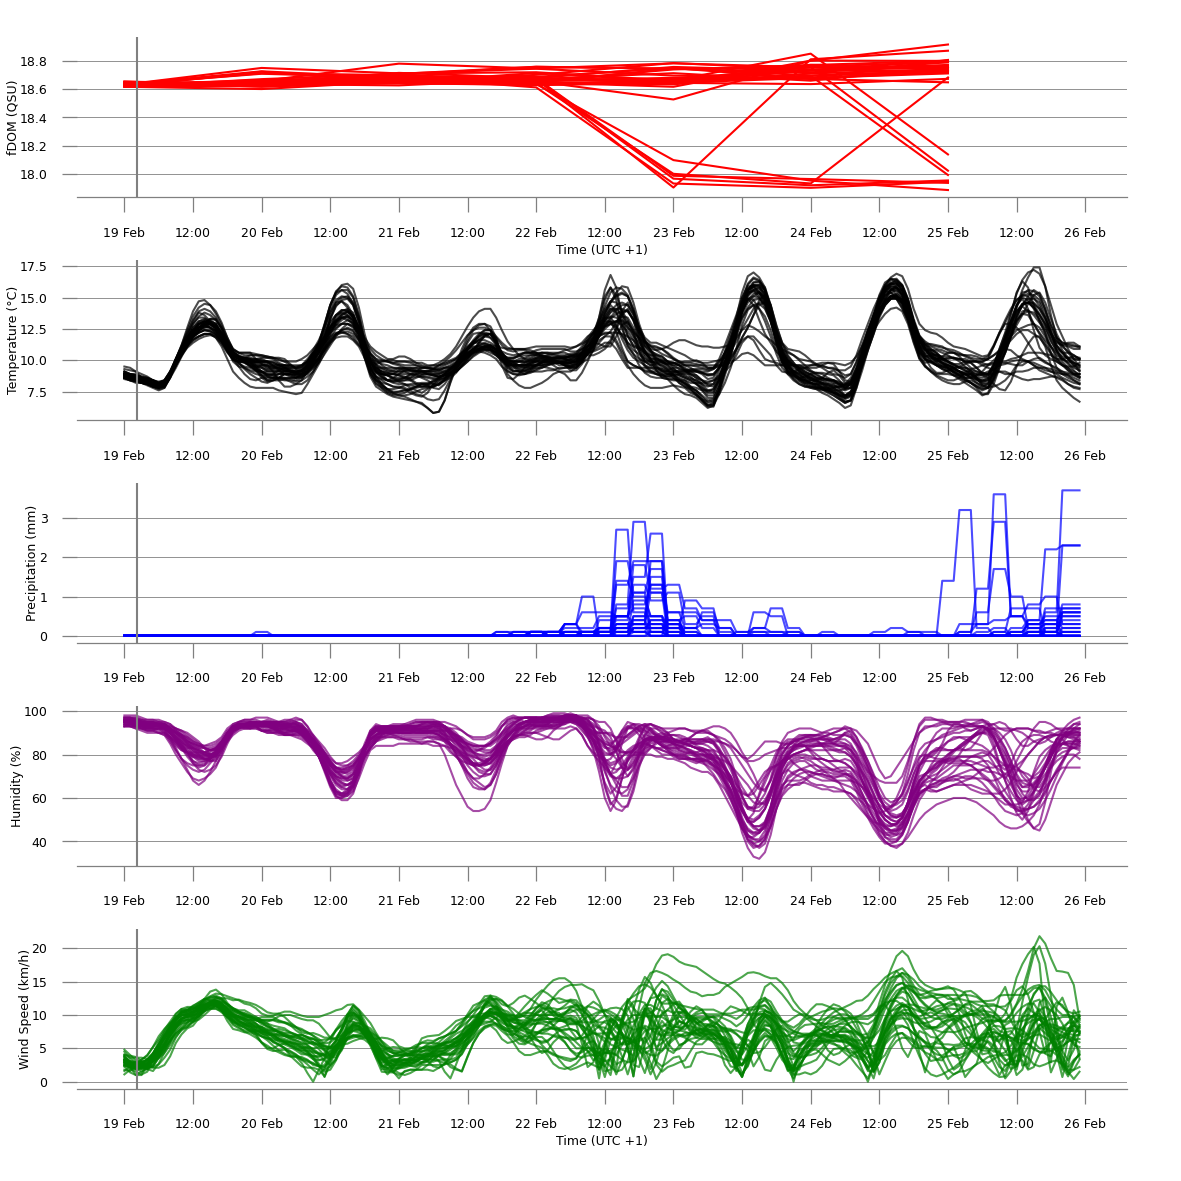 fDOM (QSU)
18.8
18.6
18.4
18.2
18.0
19 Feb 12:00 20 Feb 12:00 21 Feb 12:00 22 Feb 12:00 23 Feb 12:00 24 Feb 12:00 25 Feb 12:00 26 Feb
Time (UTC +1)
Temperature (°C)
17.5
15.0
12.5
10.0
7.5
19 Feb 12:00 20 Feb 12:00 21 Feb 12:00 22 Feb 12:00 23 Feb 12:00 24 Feb 12:00 25 Feb 12:00 26 Feb
Precipitation (mm)
3
2
1
0
19 Feb 12:00 20 Feb 12:00 21 Feb 12:00 22 Feb 12:00 23 Feb 12:00 24 Feb 12:00 25 Feb 12:00 26 Feb
Humidity (%)
100
80
60
40
19 Feb 12:00 20 Feb 12:00 21 Feb 12:00 22 Feb 12:00 23 Feb 12:00 24 Feb 12:00 25 Feb 12:00 26 Feb
Wind Speed (km/h)
20
15
10
5
0
19 Feb 12:00 20 Feb 12:00 21 Feb 12:00 22 Feb 12:00 23 Feb 12:00 24 Feb 12:00 25 Feb 12:00 26 Feb
Time (UTC +1)